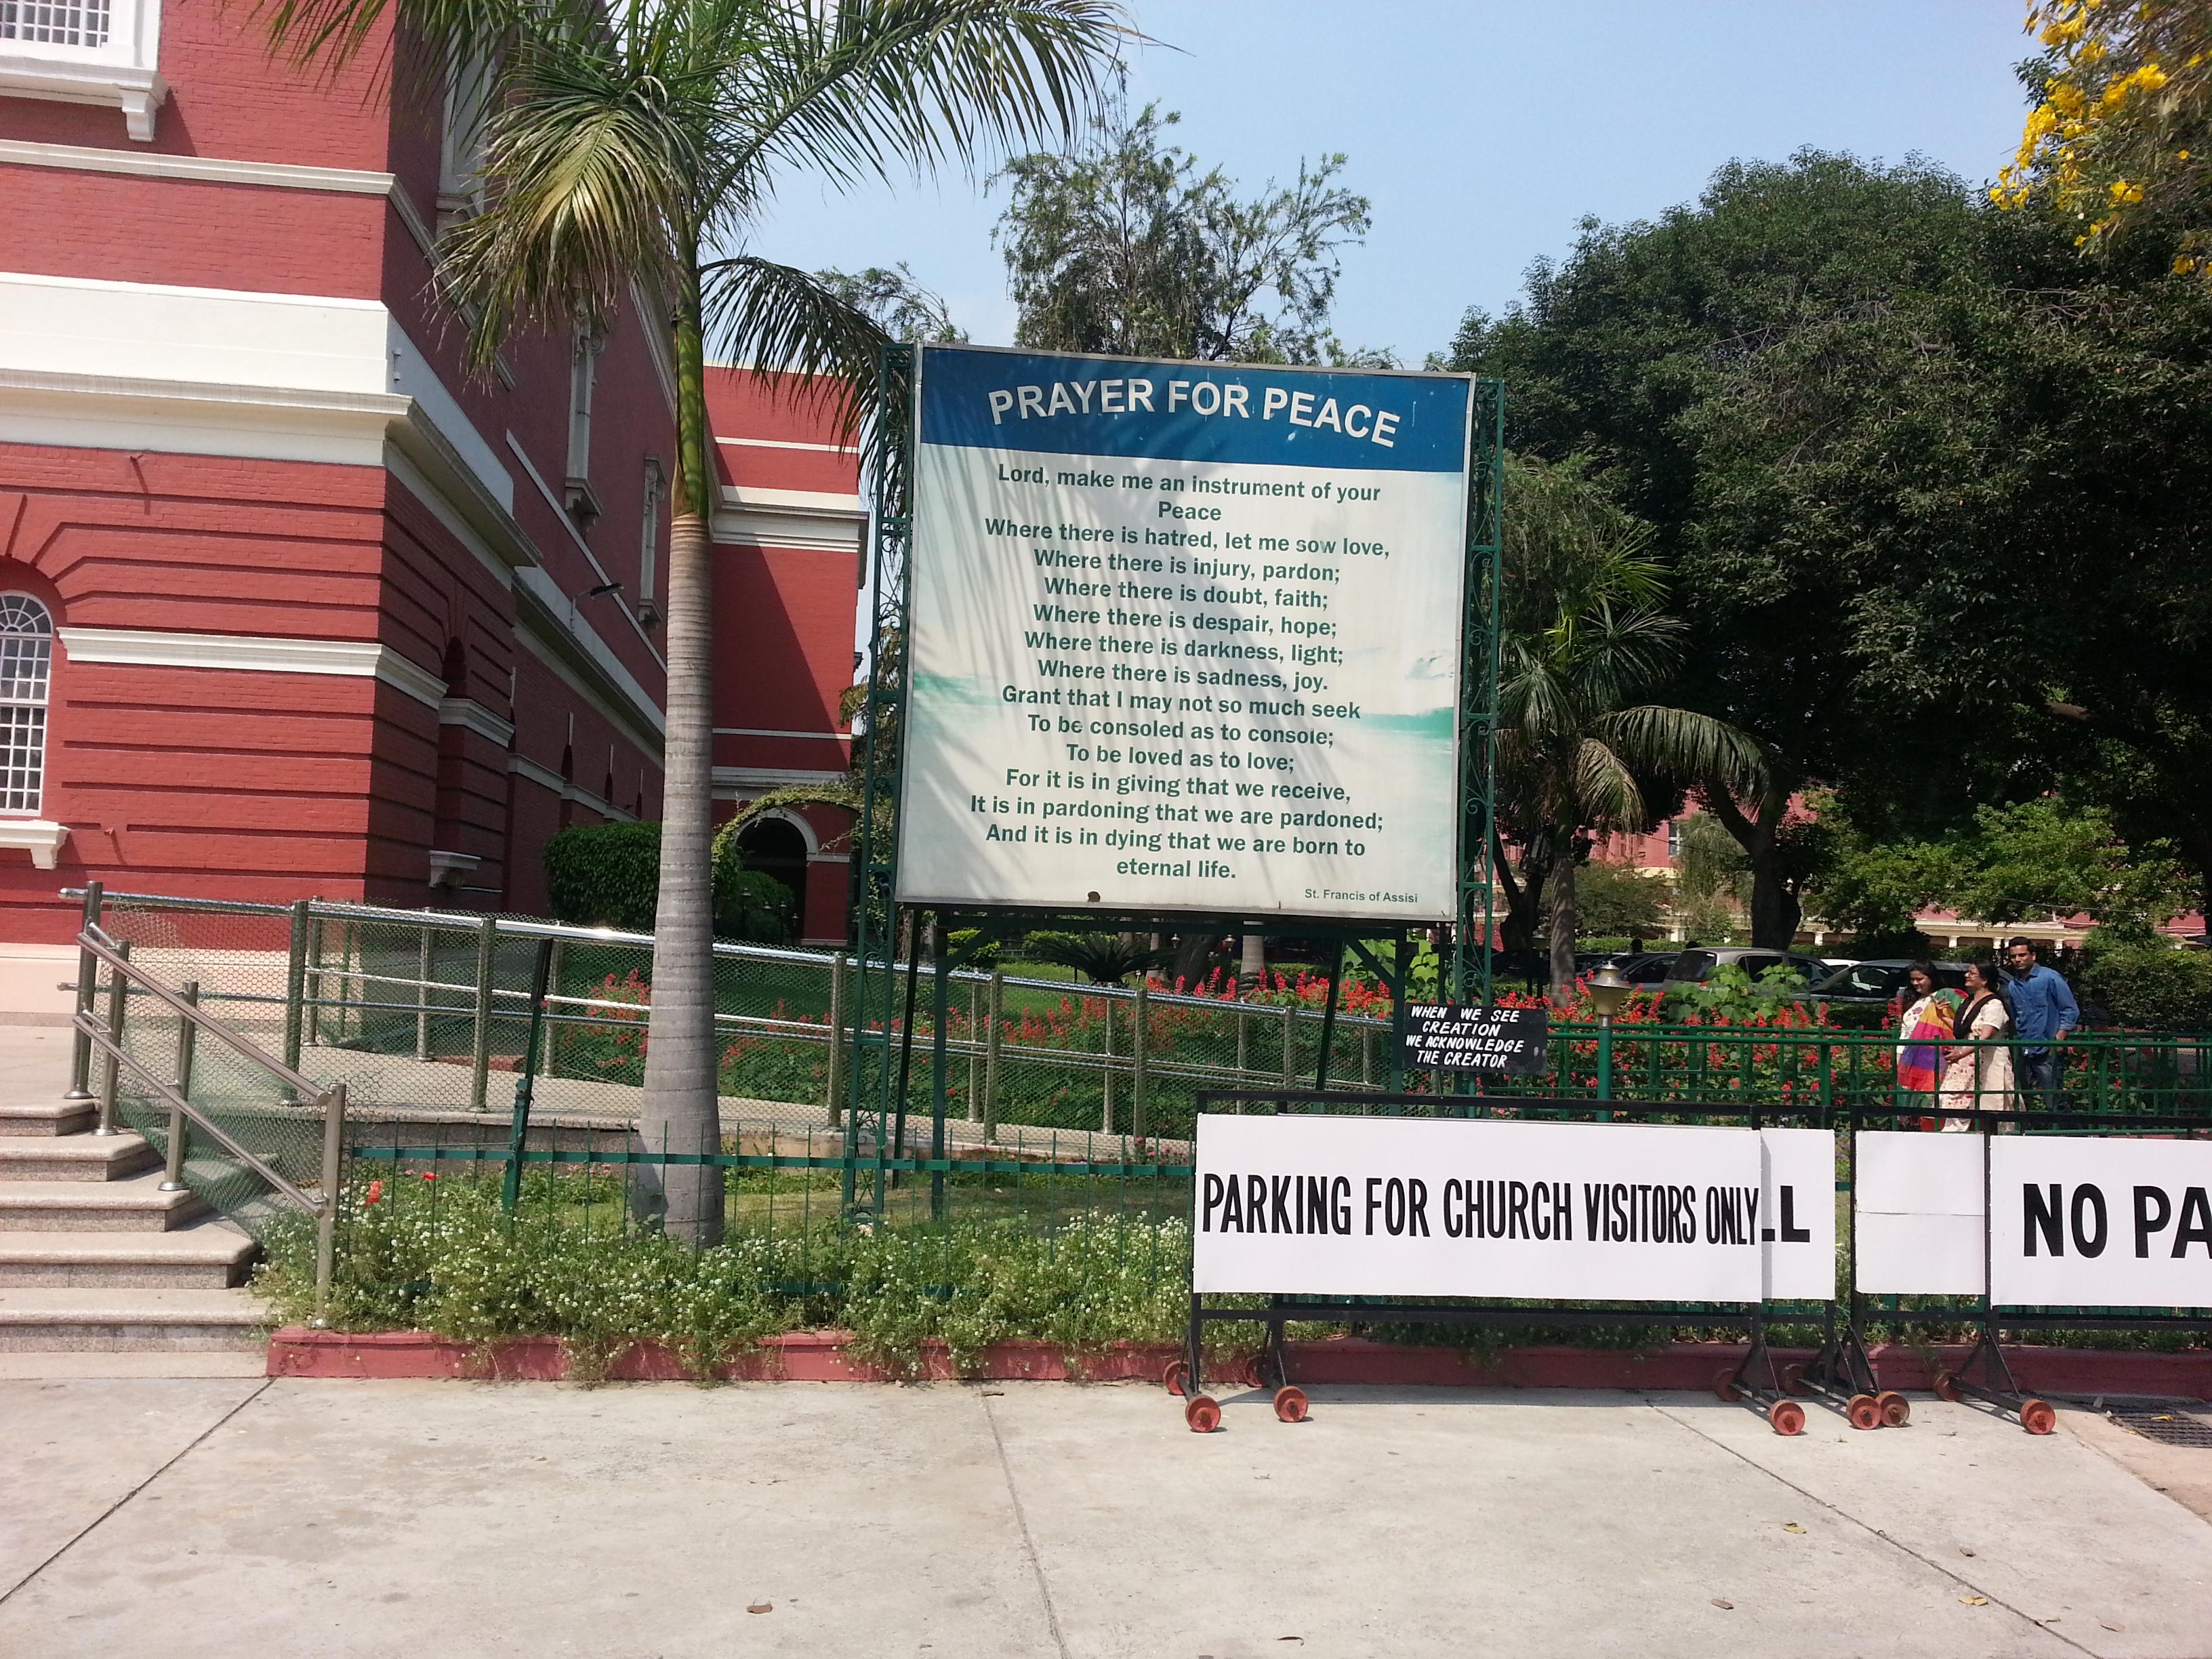 PRAYER FOR PEACE
Lord, make me an instrument of your
Peace
Where there is hatred, let me sow love,
Where there is injury, pardon;
Where there is doubt, faith;
Where there is despair, hope;
Where there is darkness, light;
Where there is sadness, joy.
Grant that I may not so much seek
To be consoled as to console;
To be loved as to love;
For it is in giving that we receive,
It is in pardoning that we are pardoned;
And it is in dying that we are born to
eternal life.
St. Francis of Assisi
WHEN WE SEE
CREATION
WE ACKNOWLEDGE
THE CREATOR
PARKING FOR CHURCH VISITORS ONLY
NO PA